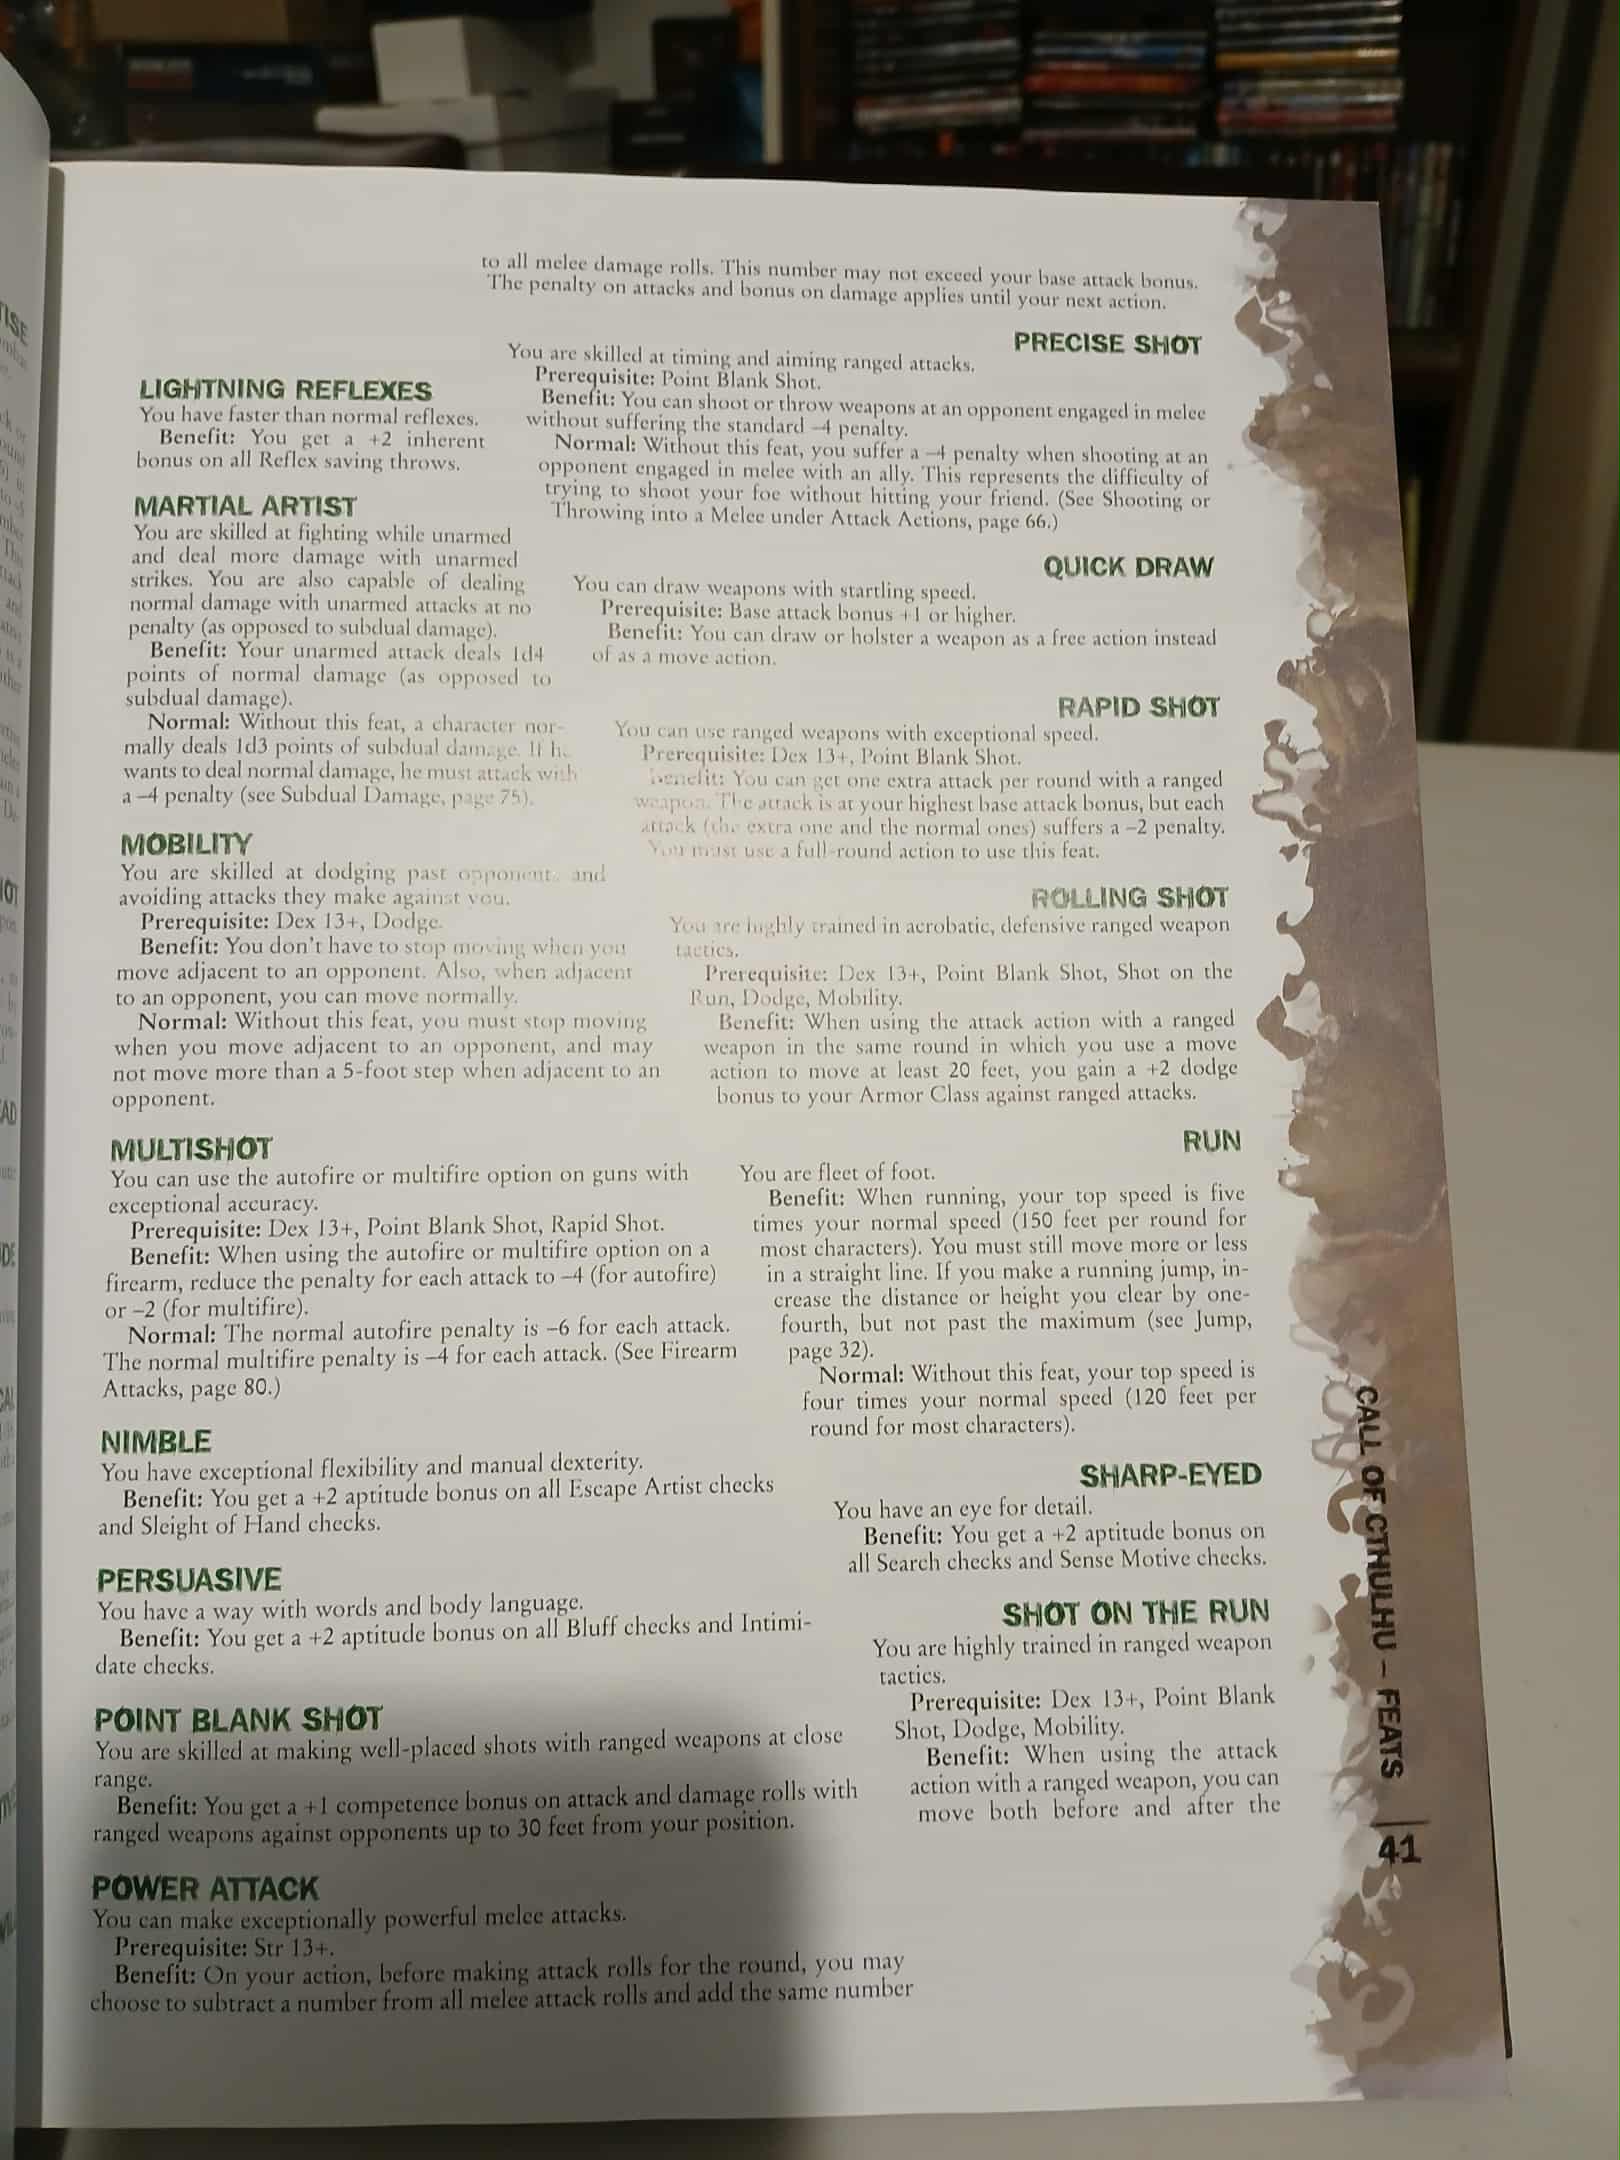 LIGHTNING REFLEXES
You have faster than normal reflexes.
Benefit: You get a +2 inherent
bonus on all Reflex saving throws.
MARTIAL ARTIST
You are skilled at fighting while unarmed
and deal more damage with unarmed
strikes. You are also capable of dealing
normal damage with unarmed attacks at no
penalty (as opposed to subdual damage).
Benefit: Your unarmed attack deals 1d4
points of normal damage (as opposed to
subdual damage).
Normal: Without this feat, a character nor-
mally deals 1d3 points of subdual damage. If he
wants to deal normal damage, he must attack with
a –4 penalty (see Subdual Damage, page 75).
MOBILITY
You are skilled at dodging past opponents and
avoiding attacks they make against you.
Prerequisite: Dex 13+, Dodge.
Benefit: You don't have to stop moving when you
move adjacent to an opponent. Also, when adjacent
to an opponent, you can move normally.
Normal: Without this feat, you must stop moving
when you move adjacent to an opponent, and may
not move more than a 5-foot step when adjacent to an
opponent.
MULTISHOT
You can use the autofire or multifire option on guns with
exceptional accuracy.
Prerequisite: Dex 13+, Point Blank Shot, Rapid Shot.
Benefit: When using the autofire or multifire option on a
firearm, reduce the penalty for each attack to –4 (for autofire)
or –2 (for multifire).
Normal: The normal autofire penalty is –6 for each attack.
The normal multifire penalty is –4 for each attack. (See Firearm
Attacks, page 80.)
NIMBLE
You have exceptional flexibility and manual dexterity.
Benefit: You get a +2 aptitude bonus on all Escape Artist checks
and Sleight of Hand checks.
PERSUASIVE
You have a way with words and body language.
Benefit: You get a +2 aptitude bonus on all Bluff checks and Intimi-
date checks.
POINT BLANK SHOT
You are skilled at making well-placed shots with ranged weapons at close
range.
Benefit: You get a +1 competence bonus on attack and damage rolls with
ranged weapons against opponents up to 30 feet from your position.
POWER ATTACK
You can make exceptionally powerful melee attacks.
Prerequisite: Str 13+.
Benefit: On your action, before making attack rolls for the round, you may
choose to subtract a number from all melee attack rolls and add the same number
to all melee damage rolls. This number may not exceed your base attack bonus.
The penalty on attacks and bonus on damage applies until your next action.
PRECISE SHOT
You are skilled at timing and aiming ranged attacks.
Prerequisite: Point Blank Shot.
Benefit: You can shoot or throw weapons at an opponent engaged in melee
without suffering the standard –4 penalty.
Normal: Without this feat, you suffer a –4 penalty when shooting at an
opponent engaged in melee with an ally. This represents the difficulty of
trying to shoot your foe without hitting your friend. (See Shooting or
Throwing into a Melee under Attack Actions, page 66.)
QUICK DRAW
You can draw weapons with startling speed.
Prerequisite: Base attack bonus +1 or higher.
Benefit: You can draw or holster a weapon as a free action instead
of as a move action.
RAPID SHOT
You can use ranged weapons with exceptional speed.
Prerequisite: Dex 13+, Point Blank Shot.
Benefit: You can get one extra attack per round with a ranged
weapon. The attack is at your highest base attack bonus, but each
attack (the extra one and the normal ones) suffers a –2 penalty.
You must use a full-round action to use this feat.
ROLLING SHOT
You are highly trained in acrobatic, defensive ranged weapon
tactics.
Prerequisite: Dex 13+, Point Blank Shot, Shot on the
Run, Dodge, Mobility.
Benefit: When using the attack action with a ranged
weapon in the same round in which you use a move
action to move at least 20 feet, you gain a +2 dodge
bonus to your Armor Class against ranged attacks.
RUN
You are fleet of foot.
Benefit: When running, your top speed is five
times your normal speed (150 feet per round for
most characters). You must still move more or less
in a straight line. If you make a running jump, in-
crease the distance or height you clear by one-
fourth, but not past the maximum (see Jump,
page 32).
Normal: Without this feat, your top speed is
four times your normal speed (120 feet per
round for most characters).
SHARP-EYED
You have an eye for detail.
Benefit: You get a +2 aptitude bonus on
all Search checks and Sense Motive checks.
SHOT ON THE RUN
You are highly trained in ranged weapon
tactics.
Prerequisite: Dex 13+, Point Blank
Shot, Dodge, Mobility.
Benefit: When using the attack
action with a ranged weapon, you can
move both before and after the
CALL OF CTHULHU – FEATS
41